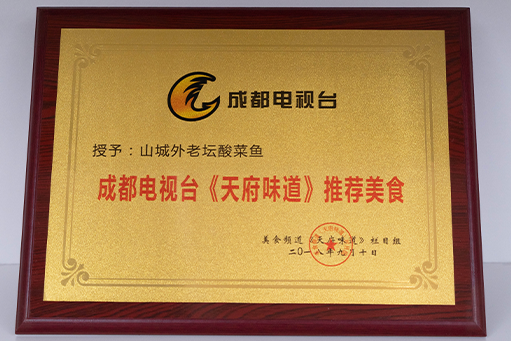 成都电视台
授予：山城外老坛酸菜鱼
成都电视台《天府味道》推荐美食
美食频道《天府味道》栏目组
二〇一八年九月十日